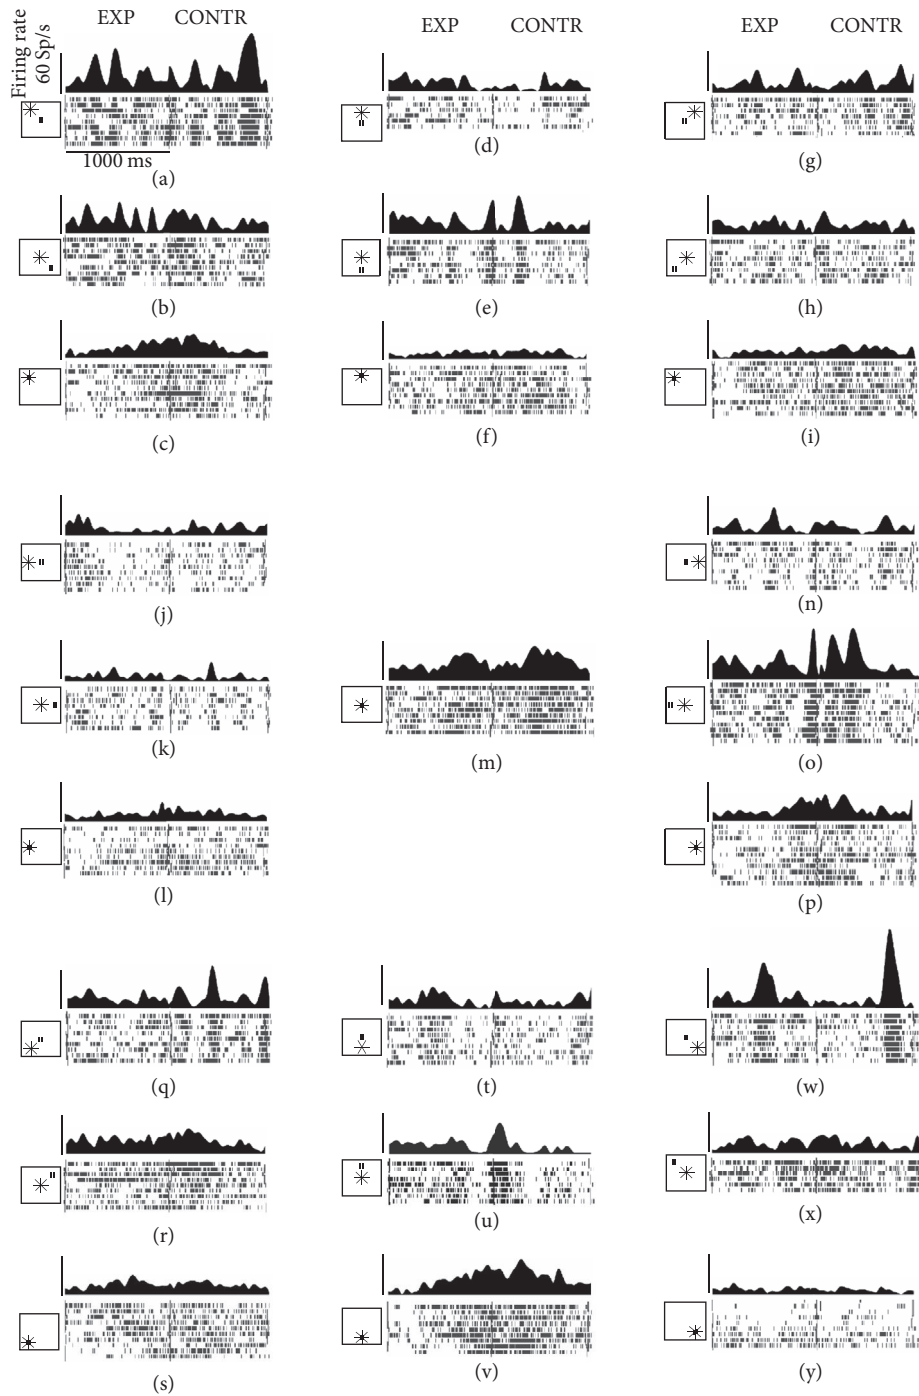 EXP CONTR
EXP CONTR
EXP CONTR
Firing rate
60 Sp/s
1000 ms
(a)
(d)
(g)
(b)
(e)
(h)
(c)
(f)
(i)
(j)
(n)
(k)
(m)
(o)
(l)
(p)
(q)
(t)
(w)
(r)
(u)
(x)
(s)
(v)
(y)